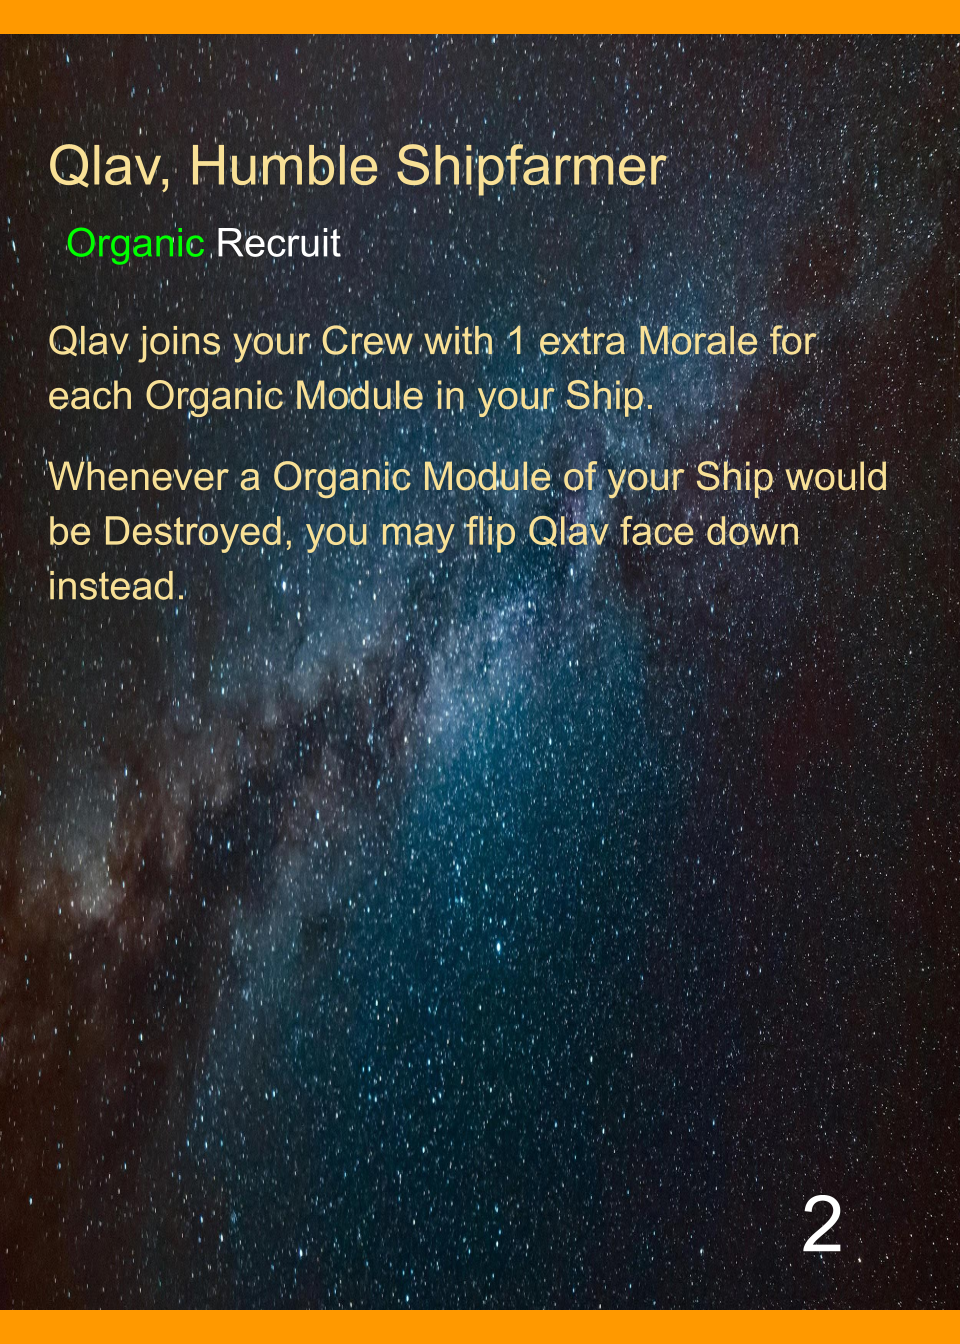 Qlav, Humble Shipfarmer
Organic Recruit
Qlav joins your Crew with 1 extra Morale for
each Organic Module in your Ship.
Whenever a Organic Module of your Ship would
be Destroyed, you may flip Qlav face down
instead.
2